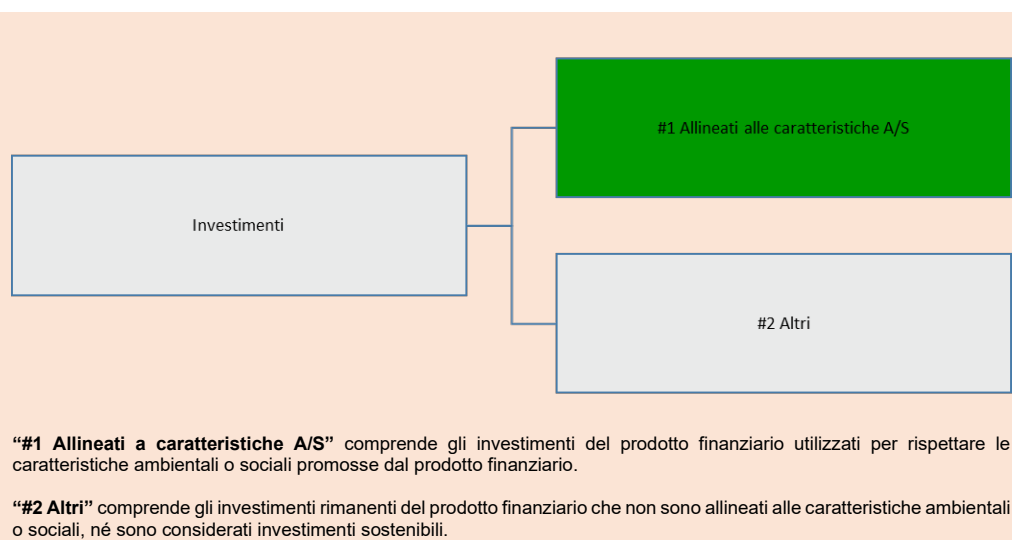 #1 Allineati alle caratteristiche A/S
Investimenti
#2 Altri
“#1 Allineati a caratteristiche A/S” comprende gli investimenti del prodotto finanziario utilizzati per rispettare le
caratteristiche ambientali o sociali promosse dal prodotto finanziario.
“#2 Altri” comprende gli investimenti rimanenti del prodotto finanziario che non sono allineati alle caratteristiche ambientali
o sociali, né sono considerati investimenti sostenibili.